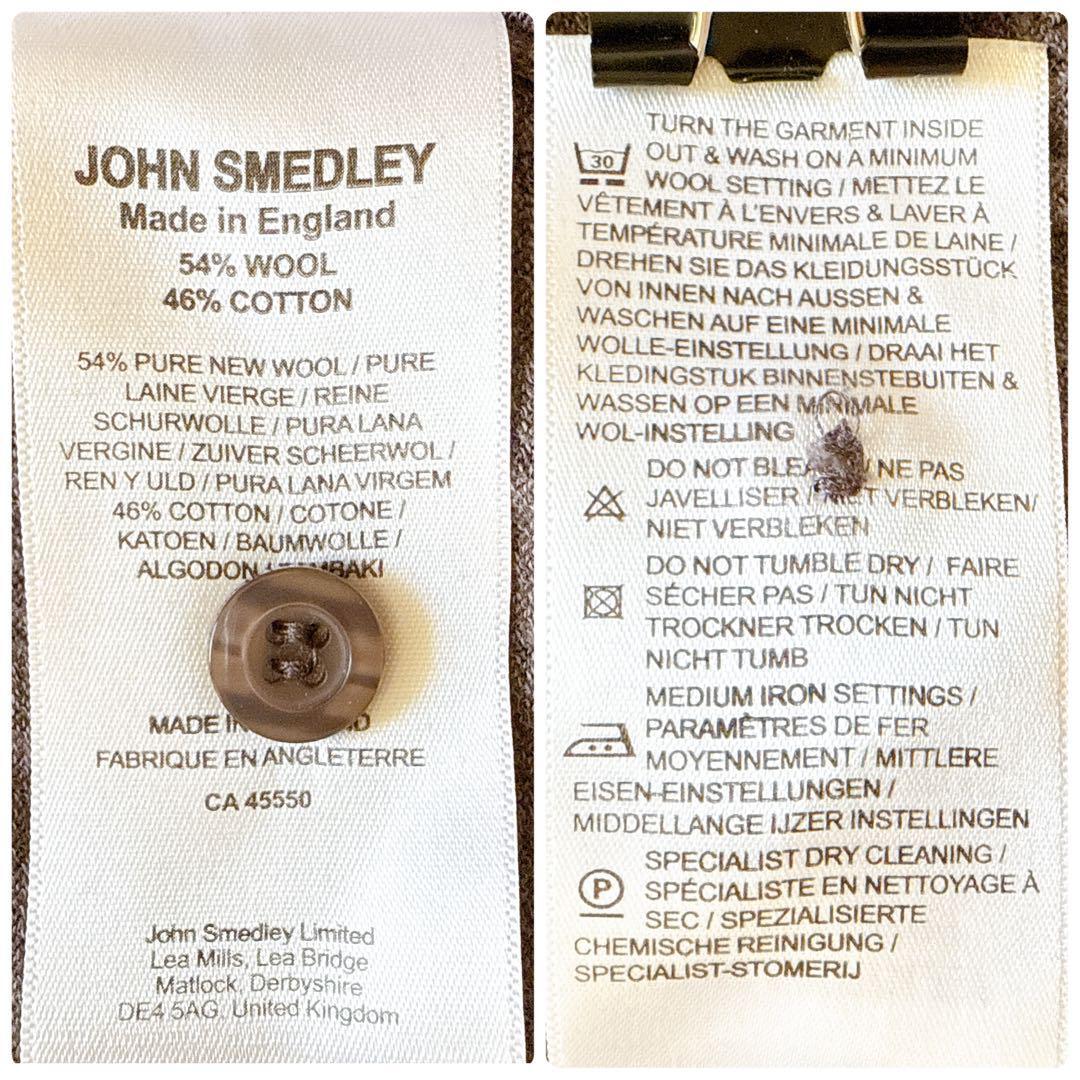 JOHN SMEDLEY
Made in England
54% WOOL
46% COTTON
54% PURE NEW WOOL / PURE
LAINE VIERGE / REINE
SCHURWOLLE / PURA LANA
VERGINE / ZUIVER SCHEERWOL /
REN Y ULD / PURA LANA VIRGEM
46% COTTON / COTONE /
KATOEN / BAUMWOLLE /
ALGODON
MADE
FABRIQUE EN ANGLETERRE
CA 45550
John Smedley Limited
Lea Mills, Lea Bridge
Matlock, Derbyshire
DE4 5AG, United Kingdom
TURN THE GARMENT INSIDE
30 OUT & WASH ON A MINIMUM
WOOL SETTING / METTEZ LE
VÊTEMENT À L'ENVERS & LAVER À
TEMPÉRATURE MINIMALE DE LAINE /
DREHEN SIE DAS KLEIDUNGSSTÜCK
VON INNEN NACH AUSSEN &
WASCHEN AUF EINE MINIMALE
WOLLE-EINSTELLUNG / DRAAI HET
KLEDINGSTUK BINNENSTEBUITEN &
WASSEN OP EEN MINIMALE
WOL-INSTELLING
DO NOT / NE PAS
JAVELLISER / VERBLEKEN/
NIET VERBLEKEN
DO NOT TUMBLE DRY / FAIRE
SÉCHER PAS / TUN NICHT
TROCKNER TROCKEN / TUN
NICHT TUMB
MEDIUM IRON SETTINGS /
PARAMÈTRES DE FER
MOYENNEMENT / MITTLERE
EISEN-EINSTELLUNGEN /
MIDDELLANGE IJZER INSTELLINGEN
SPECIALIST DRY CLEANING /
P SPÉCIALISTE EN NETTOYAGE À
SEC / SPEZIALISIERTE
CHEMISCHE REINIGUNG /
SPECIALIST-STOMERIJ